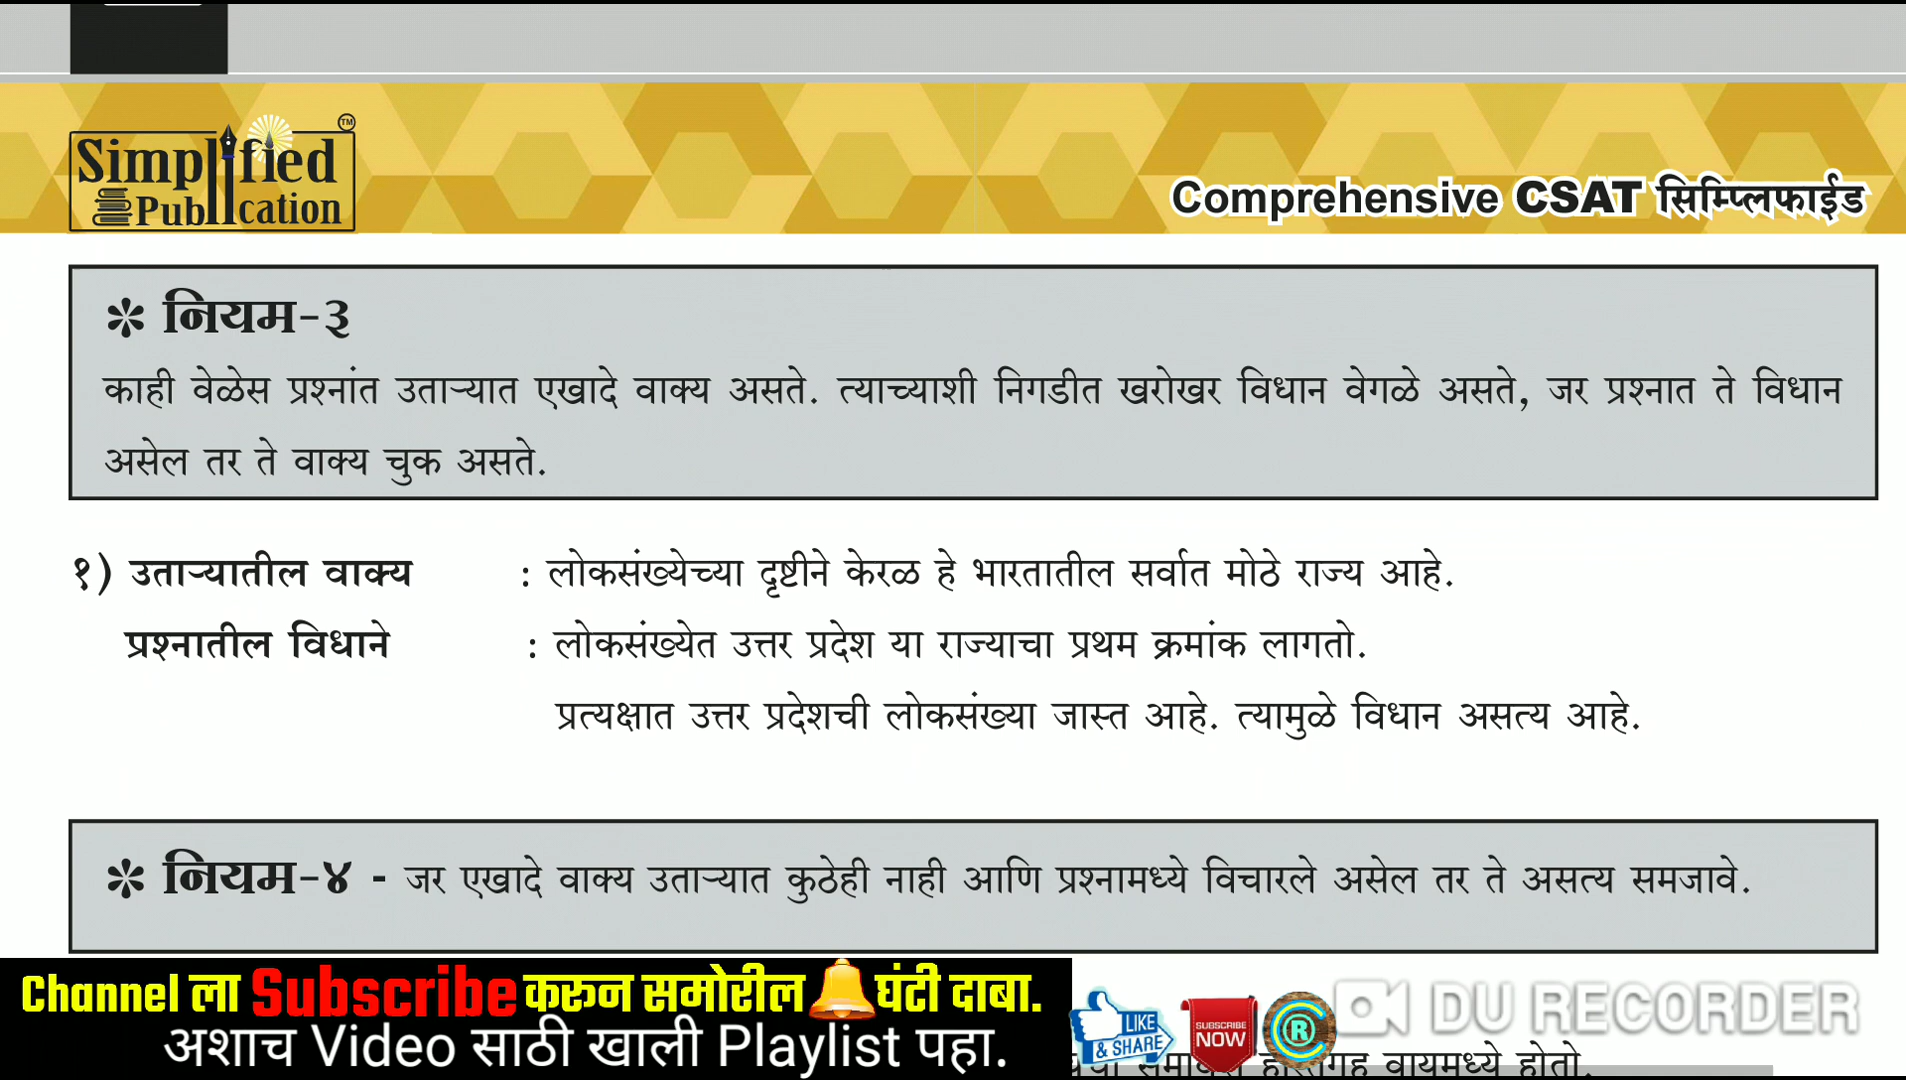 Simplified TM
Publication
Comprehensive CSAT सिम्प्लिफाईड
* नियम-३
काही वेळेस प्रश्नांत उताऱ्यात एखादे वाक्य असते. त्याच्याशी निगडीत खरोखर विधान वेगळे असते, जर प्रश्नात ते विधान
असेल तर ते वाक्य चुक असते.
१) उताऱ्यातील वाक्य : लोकसंख्येच्या दृष्टीने केरळ हे भारतातील सर्वात मोठे राज्य आहे.
प्रश्नातील विधाने : लोकसंख्येत उत्तर प्रदेश या राज्याचा प्रथम क्रमांक लागतो.
प्रत्यक्षात उत्तर प्रदेशची लोकसंख्या जास्त आहे. त्यामुळे विधान असत्य आहे.
* नियम-४ - जर एखादे वाक्य उताऱ्यात कुठेही नाही आणि प्रश्नामध्ये विचारले असेल तर ते असत्य समजावे.
Channel ला Subscribe करून समोरील घंटी दाबा.
अशाच Video साठी खाली Playlist पहा.
LIKE
& SHARE
SUBSCRIBE
NOW
R
DU RECORDER
वायुमध्ये होतो.